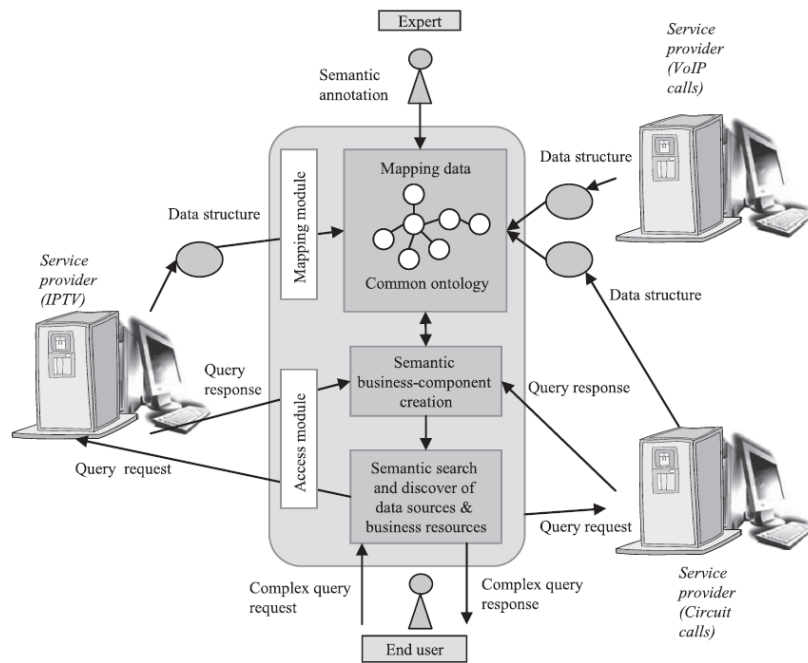 Expert
Semantic
annotation
Service
provider
(VoIP
calls)
Mapping module
Mapping data
Common ontology
Data structure
Data structure
Service
provider
(IPTV)
Data structure
Query
response
Semantic
business-component
creation
Query response
Access module
Query request
Semantic search
and discover of
data sources &
business resources
Query request
Complex query
request
Complex query
response
Service
provider
(Circuit
calls)
End user